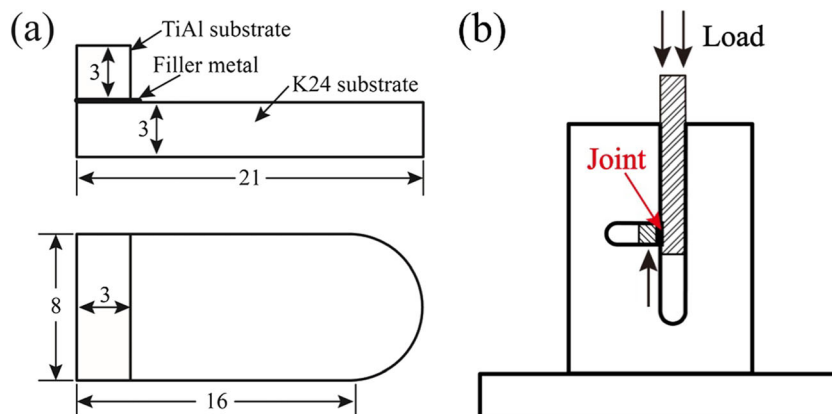 (a)
TiAl substrate
Filler metal
K24 substrate
3
3
21
3
8
16
(b)
Load
Joint